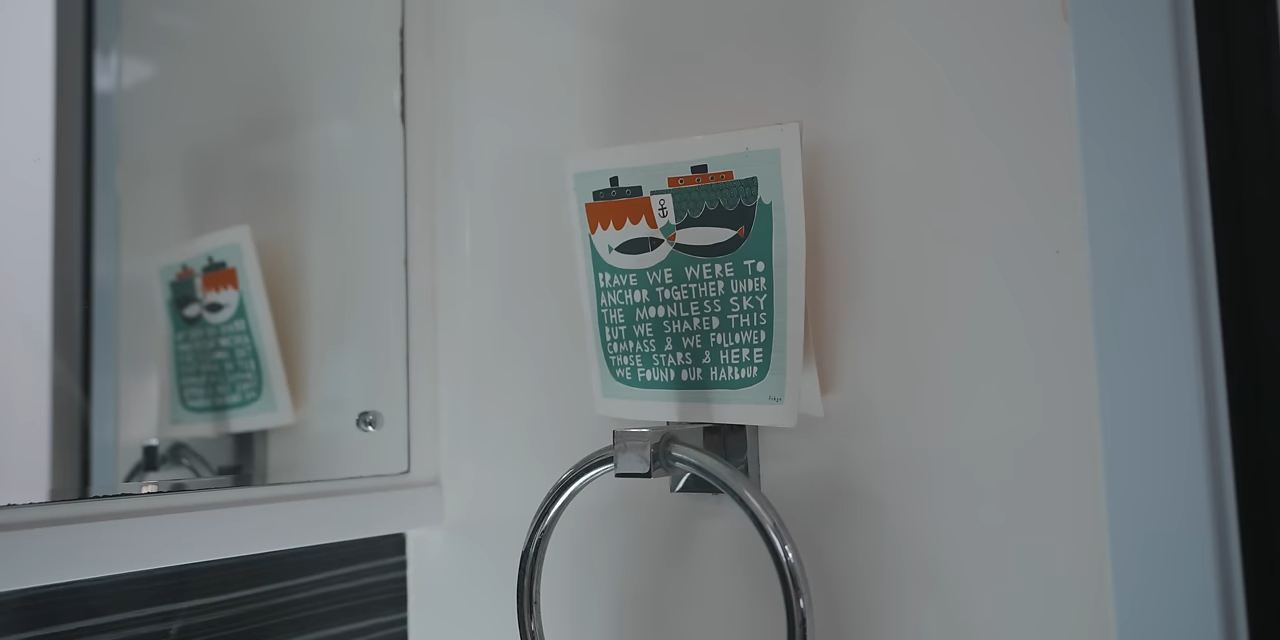 BRAVE WE WERE TO
ANCHOR TOGETHER UNDER
THE MOONLESS SKY
BUT WE SHARED THIS
COMPASS & WE FOLLOWED
THOSE STARS & HERE
WE FOUND OUR HARBOUR